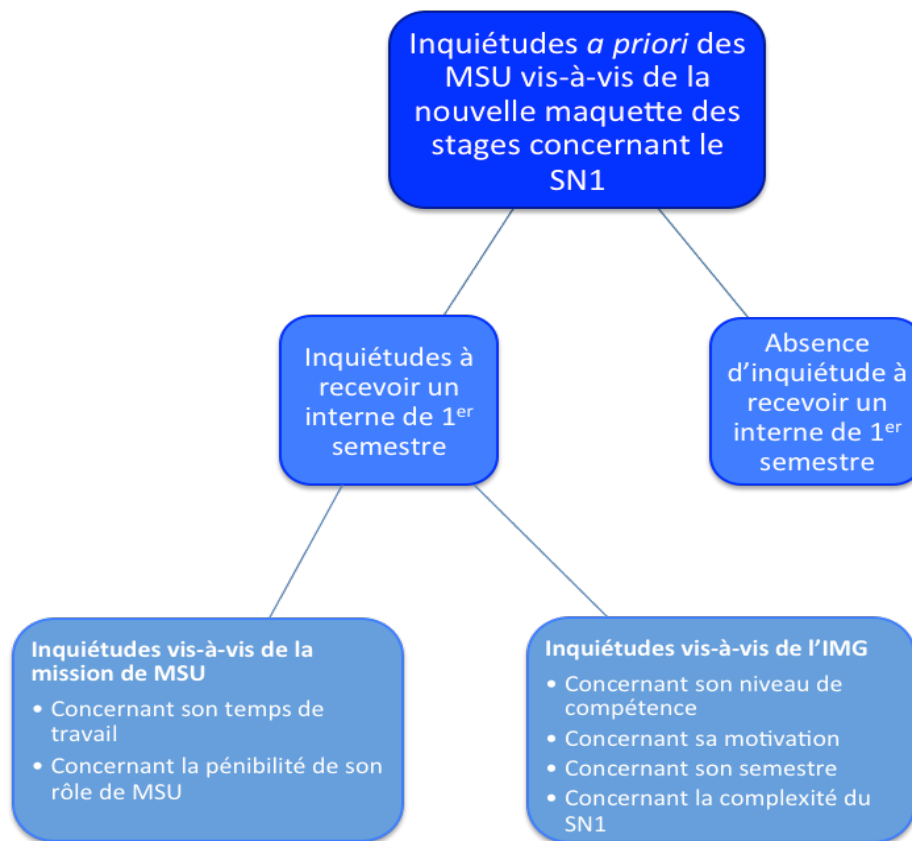 Inquiétudes a priori des
MSU vis-à-vis de la
nouvelle maquette des
stages concernant le
SN1
Inquiétudes à
recevoir un
interne de 1er
semestre
Absence
d'inquiétude à
recevoir un
interne de 1er
semestre
Inquiétudes vis-à-vis de la
mission de MSU
• Concernant son temps de
travail
• Concernant la pénibilité de son
rôle de MSU
Inquiétudes vis-à-vis de l'IMG
• Concernant son niveau de
compétence
• Concernant sa motivation
• Concernant son semestre
• Concernant la complexité du
SN1